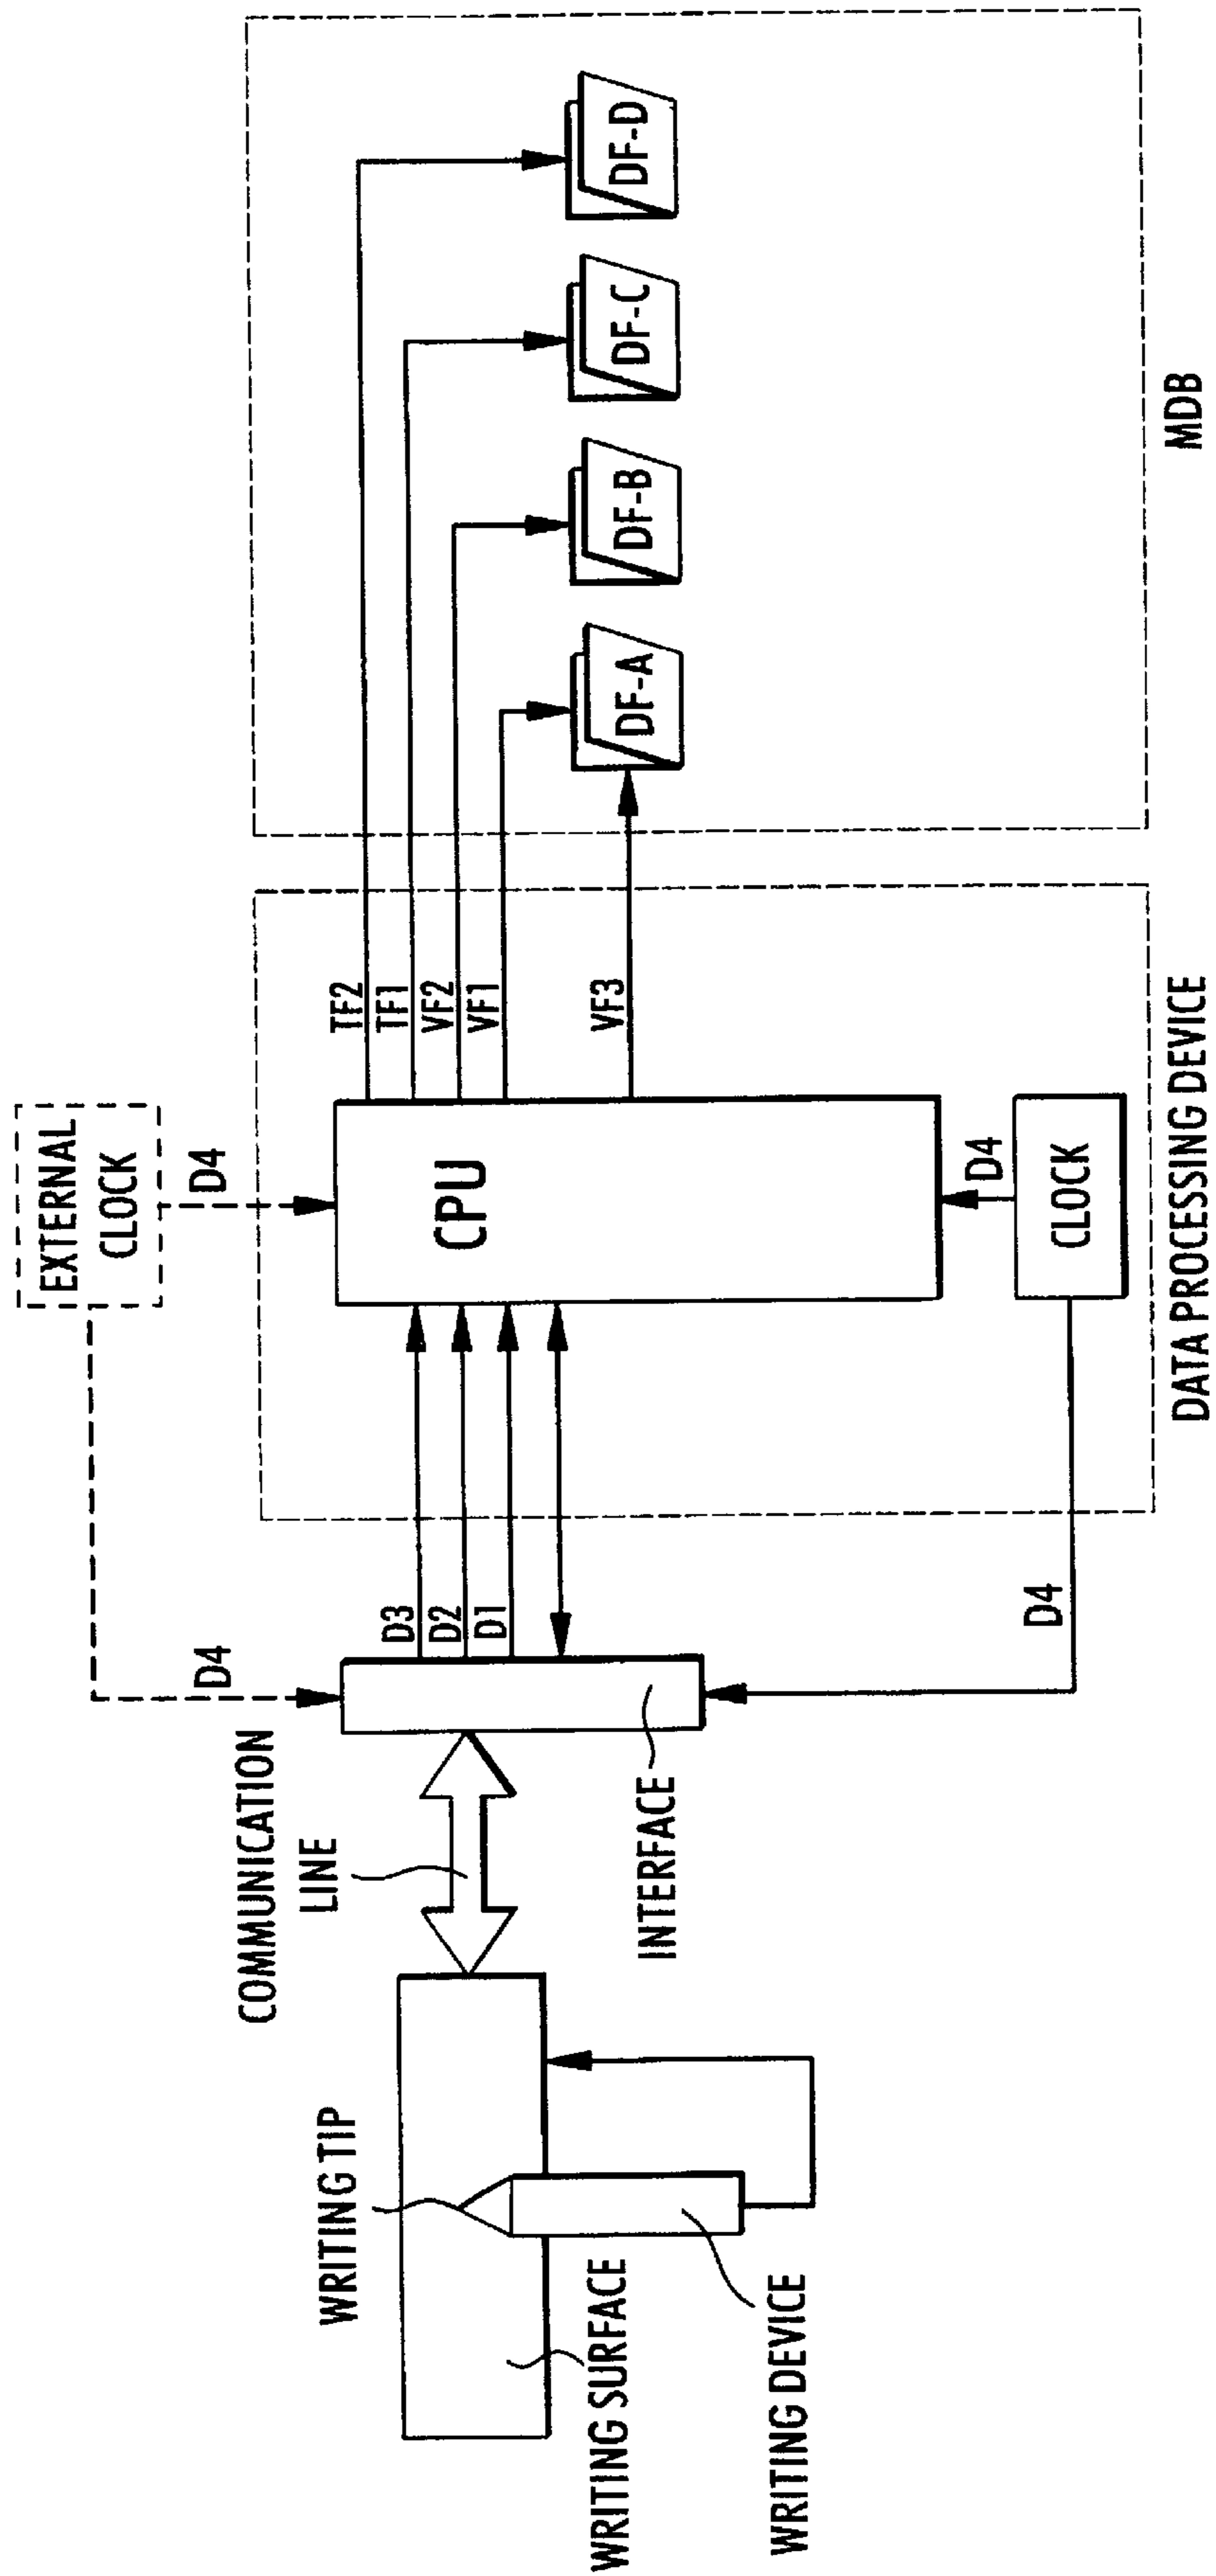 EXTERNAL
CLOCK
D4
D4
COMMUNICATION
LINE
WRITING TIP
WRITING SURFACE
WRITING DEVICE
INTERFACE
D3
D2
D1
D4
CPU
D4
CLOCK
TF2
TF1
VF2
VF1
VF3
DATA PROCESSING DEVICE
DF-A
DF-B
DF-C
DF-D
MDB